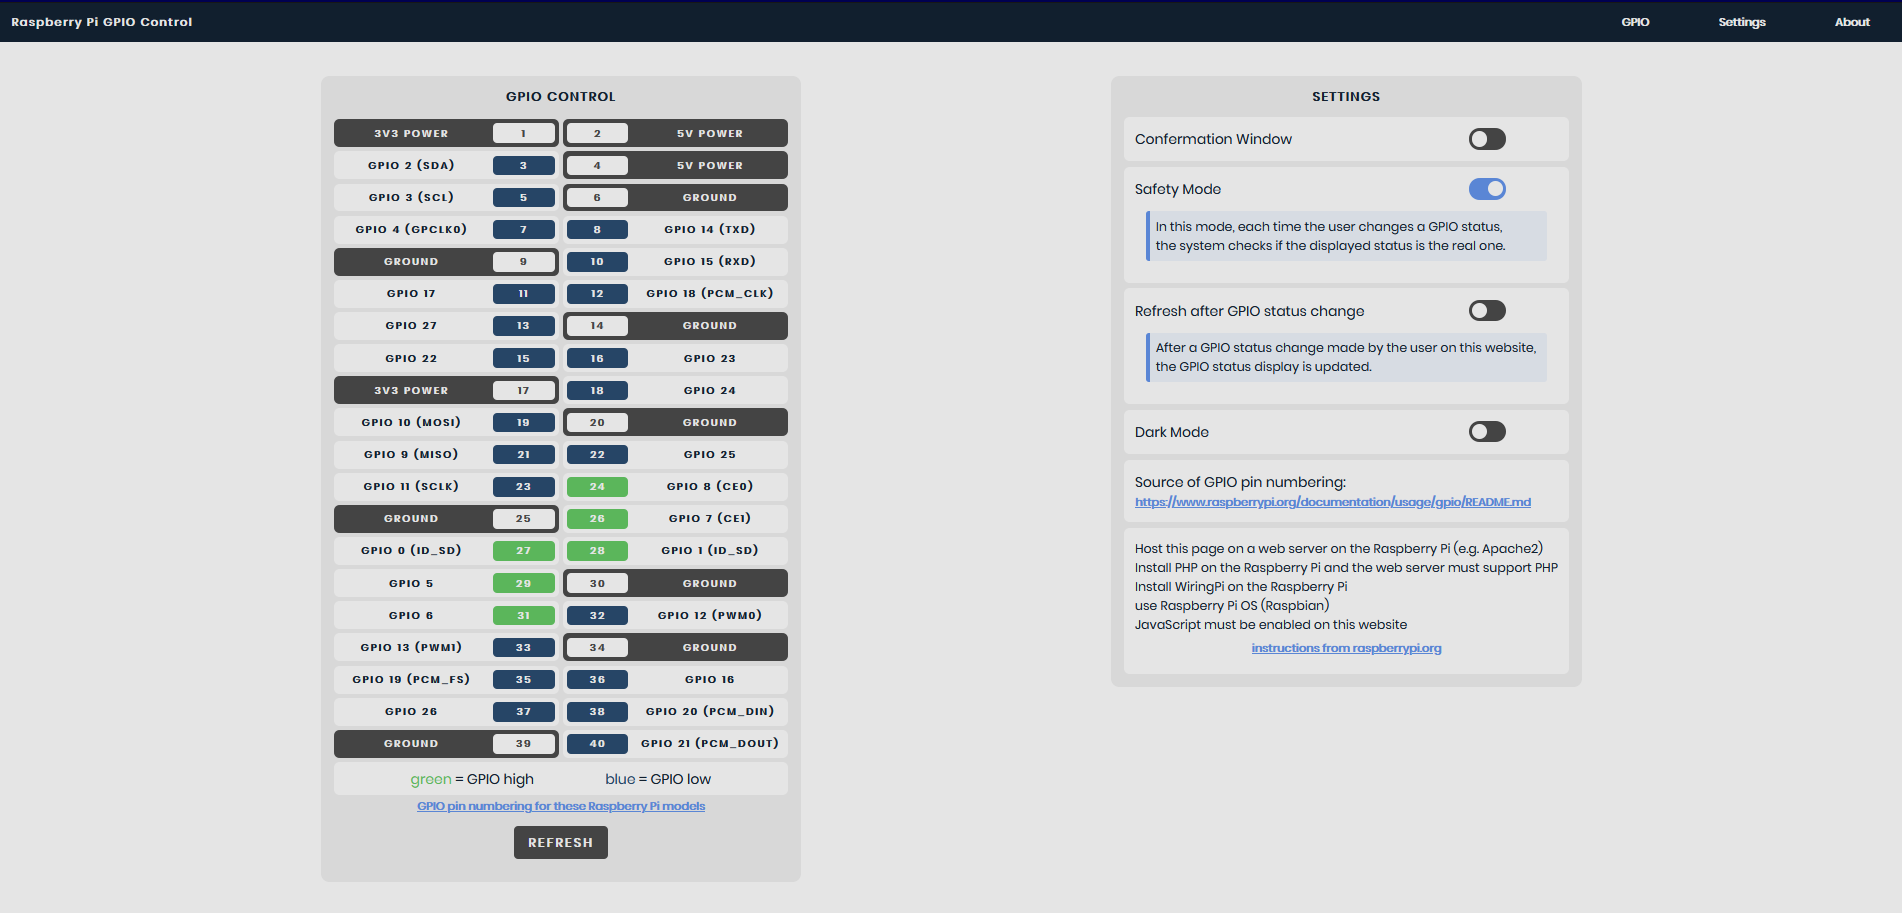 Raspberry Pi GPIO Control
GPIO Settings About
GPIO CONTROL
3V3 POWER 1 2 5V POWER
GPIO 2 (SDA) 3 4 5V POWER
GPIO 3 (SCL) 5 6 GROUND
GPIO 4 (GPCLK0) 7 8 GPIO 14 (TXD)
GROUND 9 10 GPIO 15 (RXD)
GPIO 17 11 12 GPIO 18 (PCM_CLK)
GPIO 27 13 14 GROUND
GPIO 22 15 16 GPIO 23
3V3 POWER 17 18 GPIO 24
GPIO 10 (MOSI) 19 20 GROUND
GPIO 9 (MISO) 21 22 GPIO 25
GPIO 11 (SCLK) 23 24 GPIO 8 (CE0)
GROUND 25 26 GPIO 7 (CE1)
GPIO 0 (ID_SD) 27 28 GPIO 1 (ID_SD)
GPIO 5 29 30 GROUND
GPIO 6 31 32 GPIO 12 (PWM0)
GPIO 13 (PWM1) 33 34 GROUND
GPIO 19 (PCM_FS) 35 36 GPIO 16
GPIO 26 37 38 GPIO 20 (PCM_DIN)
GROUND 39 40 GPIO 21 (PCM_DOUT)
green = GPIO high blue = GPIO low
GPIO pin numbering for these Raspberry Pi models
REFRESH
SETTINGS
Confermation Window
Safety Mode
In this mode, each time the user changes a GPIO status,
the system checks if the displayed status is the real one.
Refresh after GPIO status change
After a GPIO status change made by the user on this website,
the GPIO status display is updated.
Dark Mode
Source of GPIO pin numbering:
https://www.raspberrypi.org/documentation/usage/gpio/README.md
Host this page on a web server on the Raspberry Pi (e.g. Apache2)
Install PHP on the Raspberry Pi and the web server must support PHP
Install WiringPi on the Raspberry Pi
use Raspberry Pi OS (Raspbian)
JavaScript must be enabled on this website
instructions from raspberrypi.org